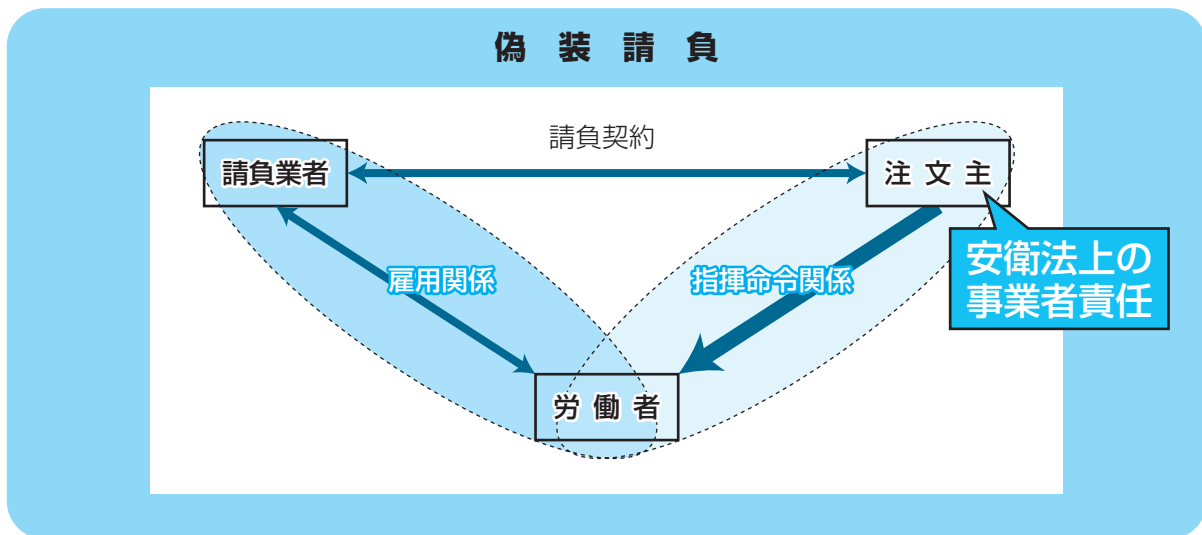 偽装請負
請負契約
請負業者
注文主
安衛法上の
事業者責任
雇用関係
指揮命令関係
労働者